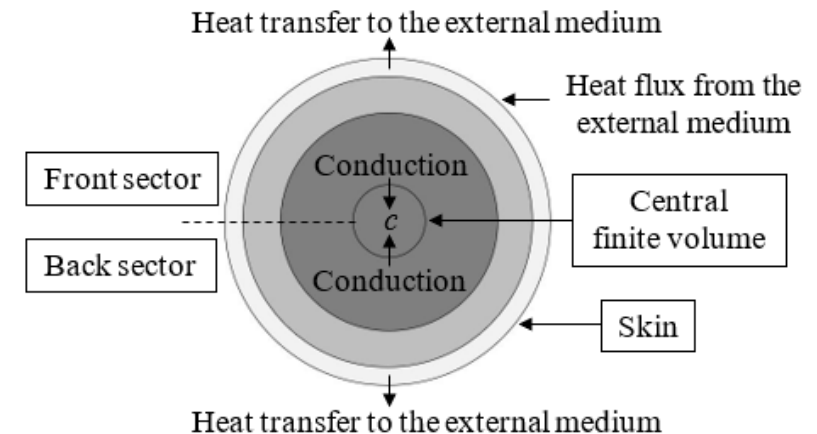 Heat transfer to the external medium
Heat flux from the
external medium
Front sector
Conduction
Central
finite volume
c
Back sector
Conduction
Skin
Heat transfer to the external medium